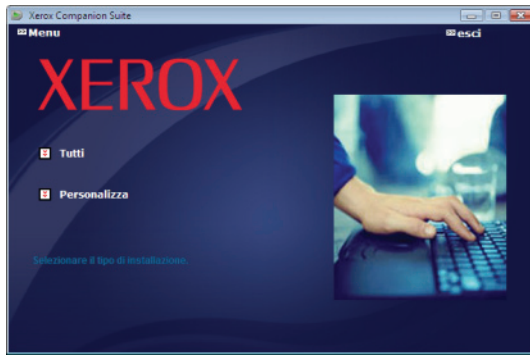 Xerox Companion Suite
Menu
esci
XEROX
Tutti
Personalizza
Selezionare il tipo di installazione.